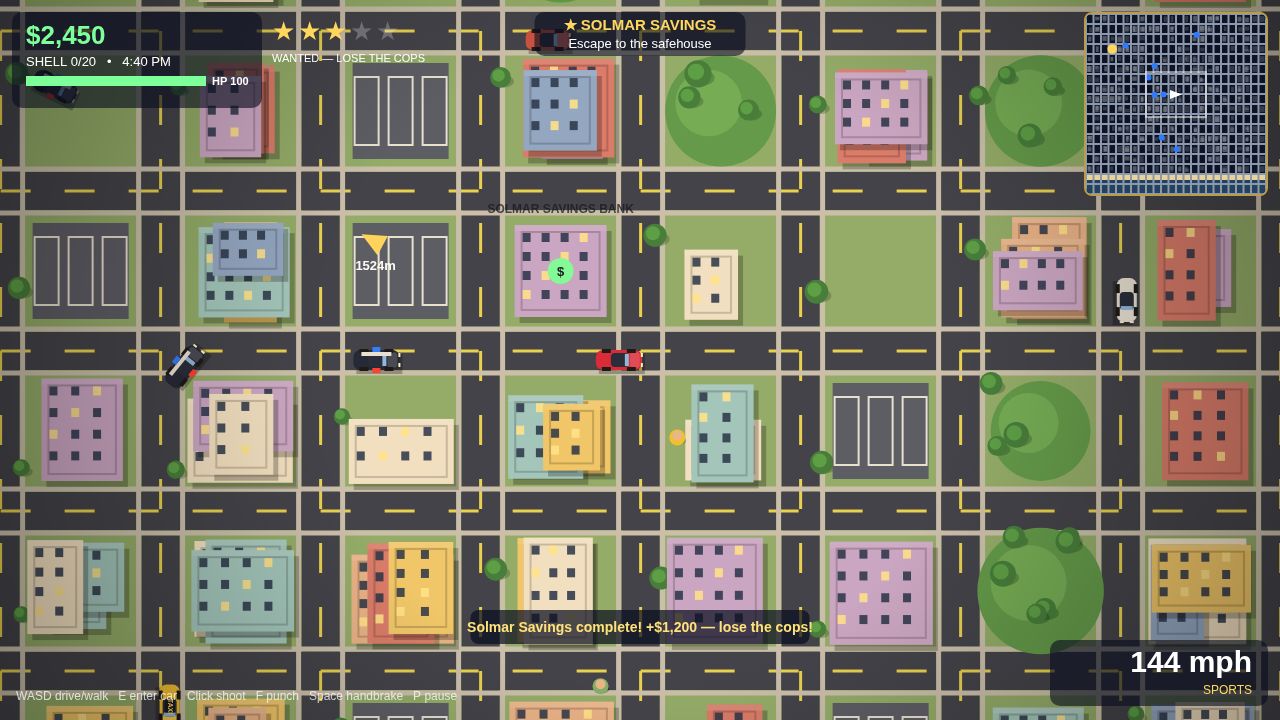 $2,450
SHELL 0/20 • 4:40 PM
HP 100
★★★★★
WANTED — LOSE THE COPS
★ SOLMAR SAVINGS
Escape to the safehouse
SOLMAR SAVINGS BANK
1524m
$
Solmar Savings complete! +$1,200 — lose the cops!
144 mph
SPORTS
WASD drive/walk E enter car Click shoot F punch Space handbrake P pause
TAXI